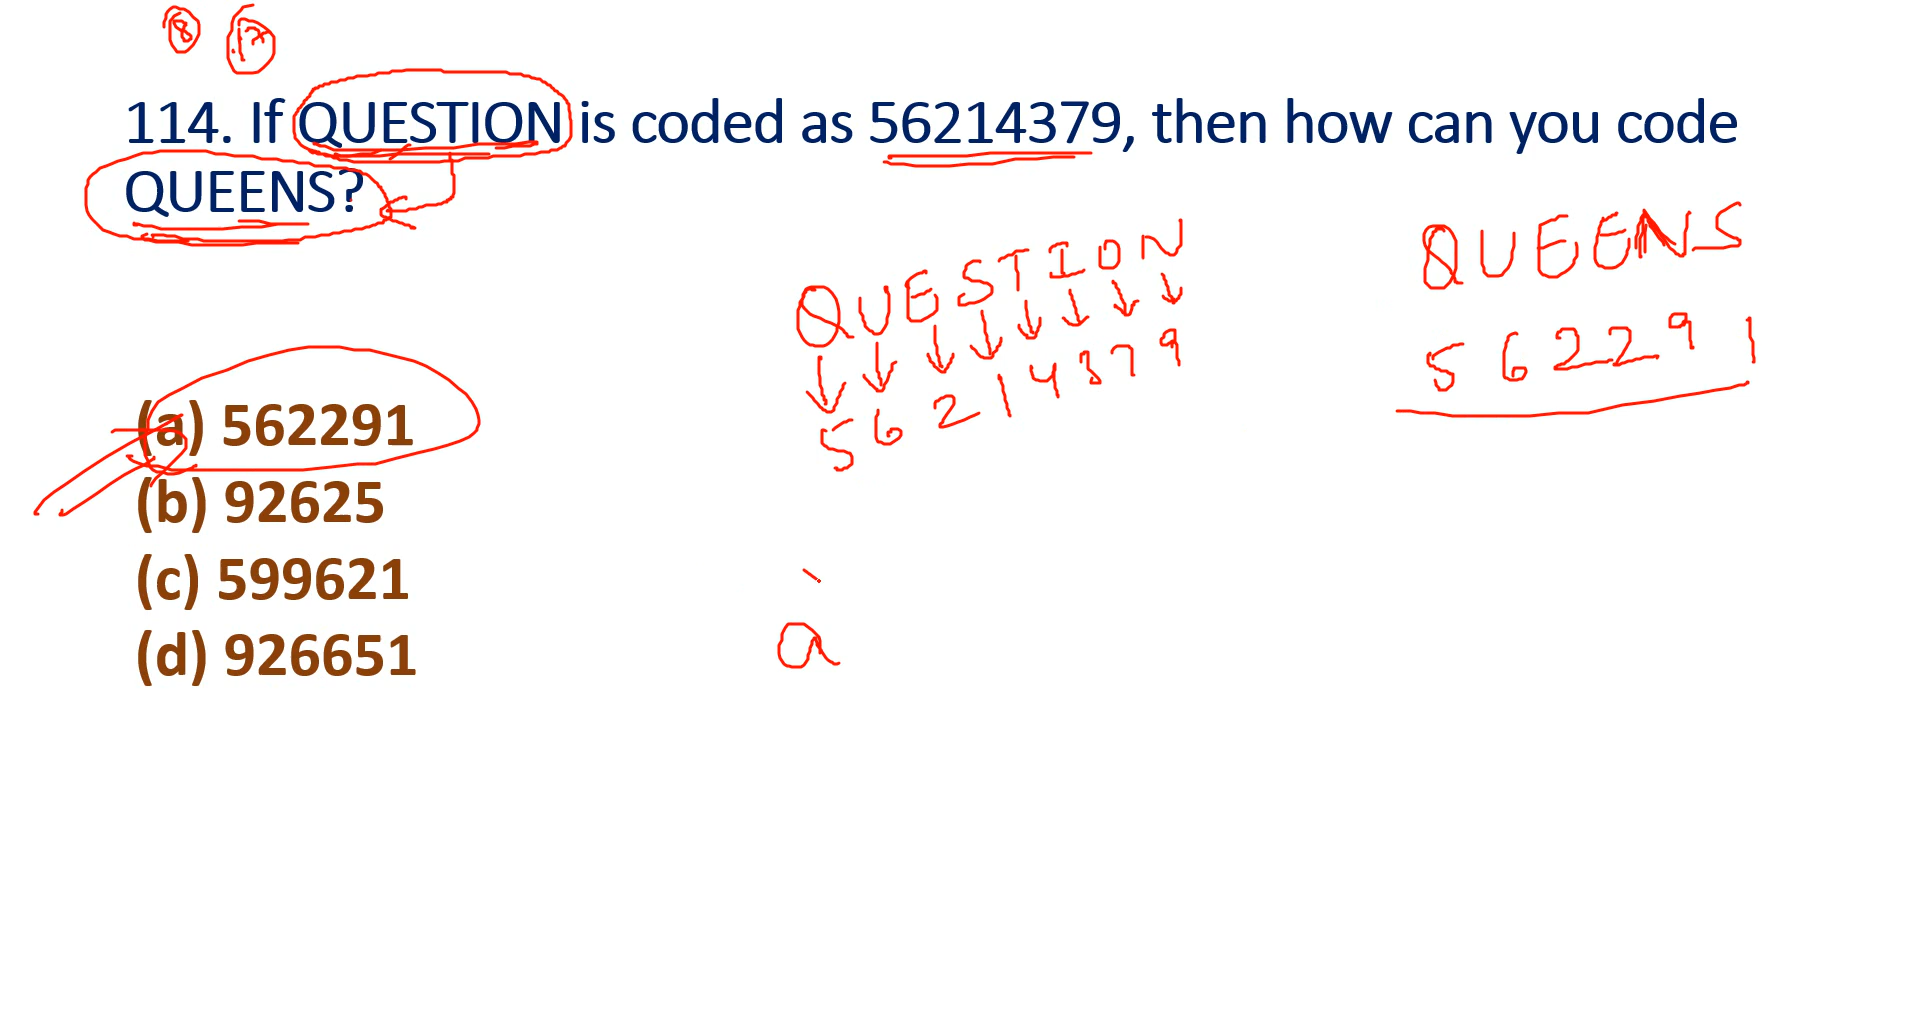 8 12
114. If QUESTION is coded as 56214379, then how can you code
QUEENS?
QUESTION
56214379
QUEENS
562291
(a) 562291
(b) 92625
(c) 599621
(d) 926651
a